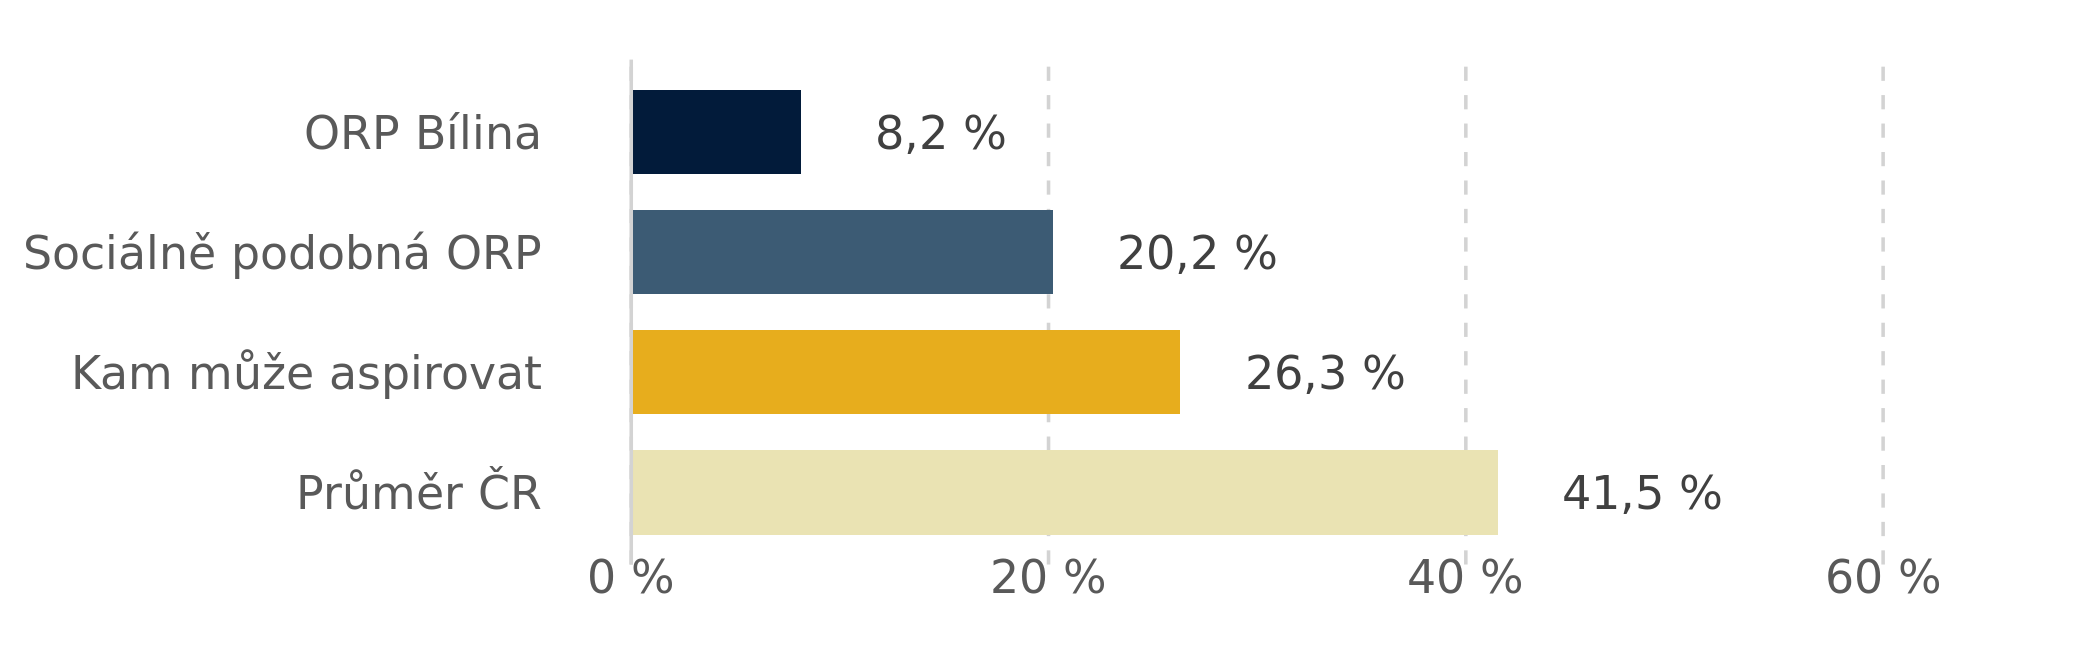 ORP Bílina 8,2 %
Sociálně podobná ORP 20,2 %
Kam může aspirovat 26,3 %
Průměr ČR 41,5 %
0 % 20 % 40 % 60 %